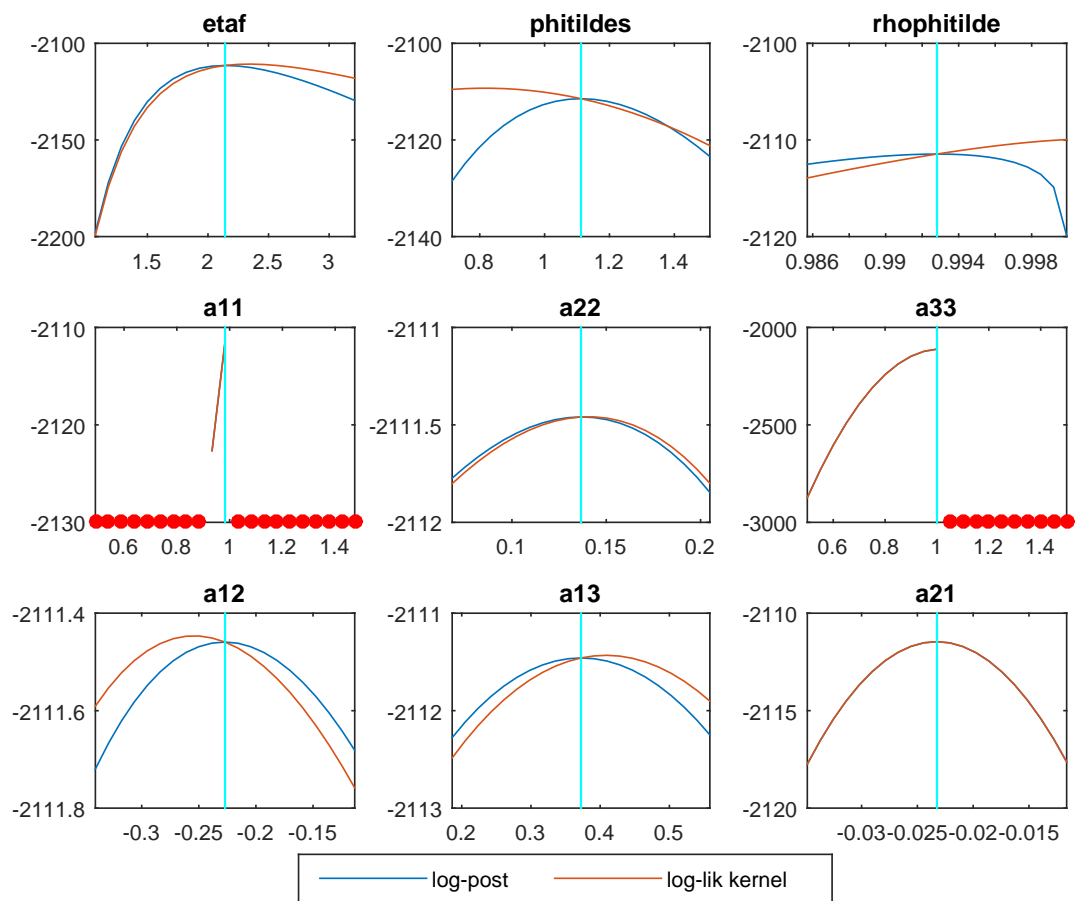 etaf phitildes rhophitilde
-2100 -2100 -2100
-2150 -2120 -2110
-2200 -2140 -2120
1.5 2 2.5 3 0.8 1 1.2 1.4 0.986 0.99 0.994 0.998
a11 a22 a33
-2110 -2111 -2000
-2120 -2111.5 -2500
-2130 -2112 -3000
0.6 0.8 1 1.2 1.4 0.1 0.15 0.2 0.6 0.8 1 1.2 1.4
a12 a13 a21
-2111.4 -2111 -2110
-2111.6 -2112 -2115
-2111.8 -2113 -2120
-0.3 -0.25 -0.2 -0.15 0.2 0.3 0.4 0.5 -0.03 -0.025 -0.02 -0.015
log-post log-lik kernel